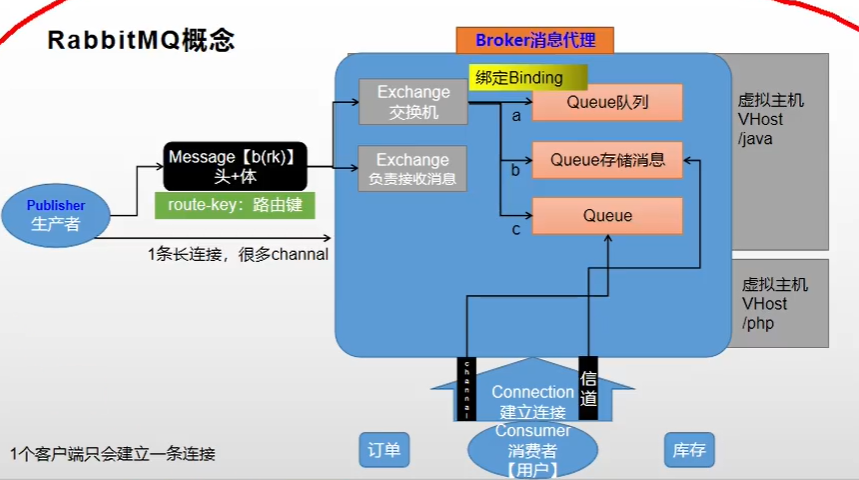 RabbitMQ概念
Broker消息代理
绑定Binding
Exchange
交换机
a
Queue队列
虚拟主机
VHost
/java
Message【b(rk)】
头+体
Exchange
负责接收消息
b
Queue存储消息
route-key：路由键
Publisher
生产者
c
Queue
1条长连接，很多channal
虚拟主机
VHost
/php
channal
信道
Connection
建立连接
Consumer
消费者
【用户】
订单
库存
1个客户端只会建立一条连接